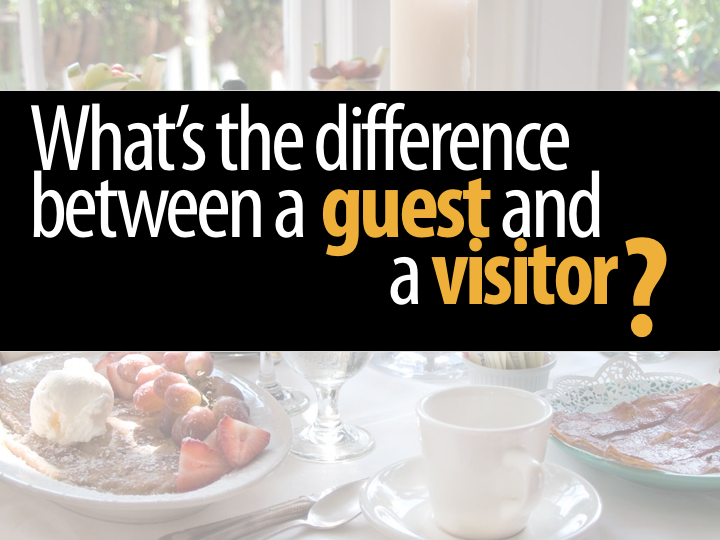 What's the difference
between a guest and
a visitor?